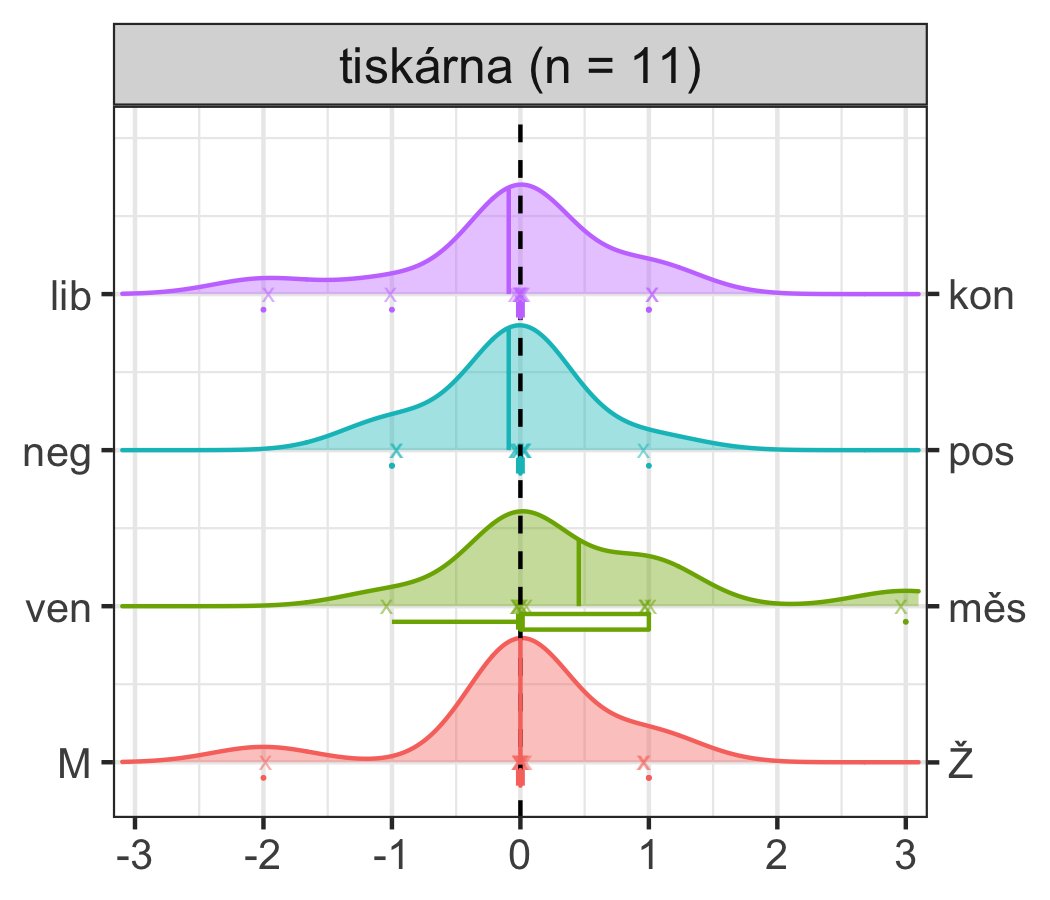 tiskárna (n = 11)
lib kon
neg pos
ven měs
M Ž
-3 -2 -1 0 1 2 3